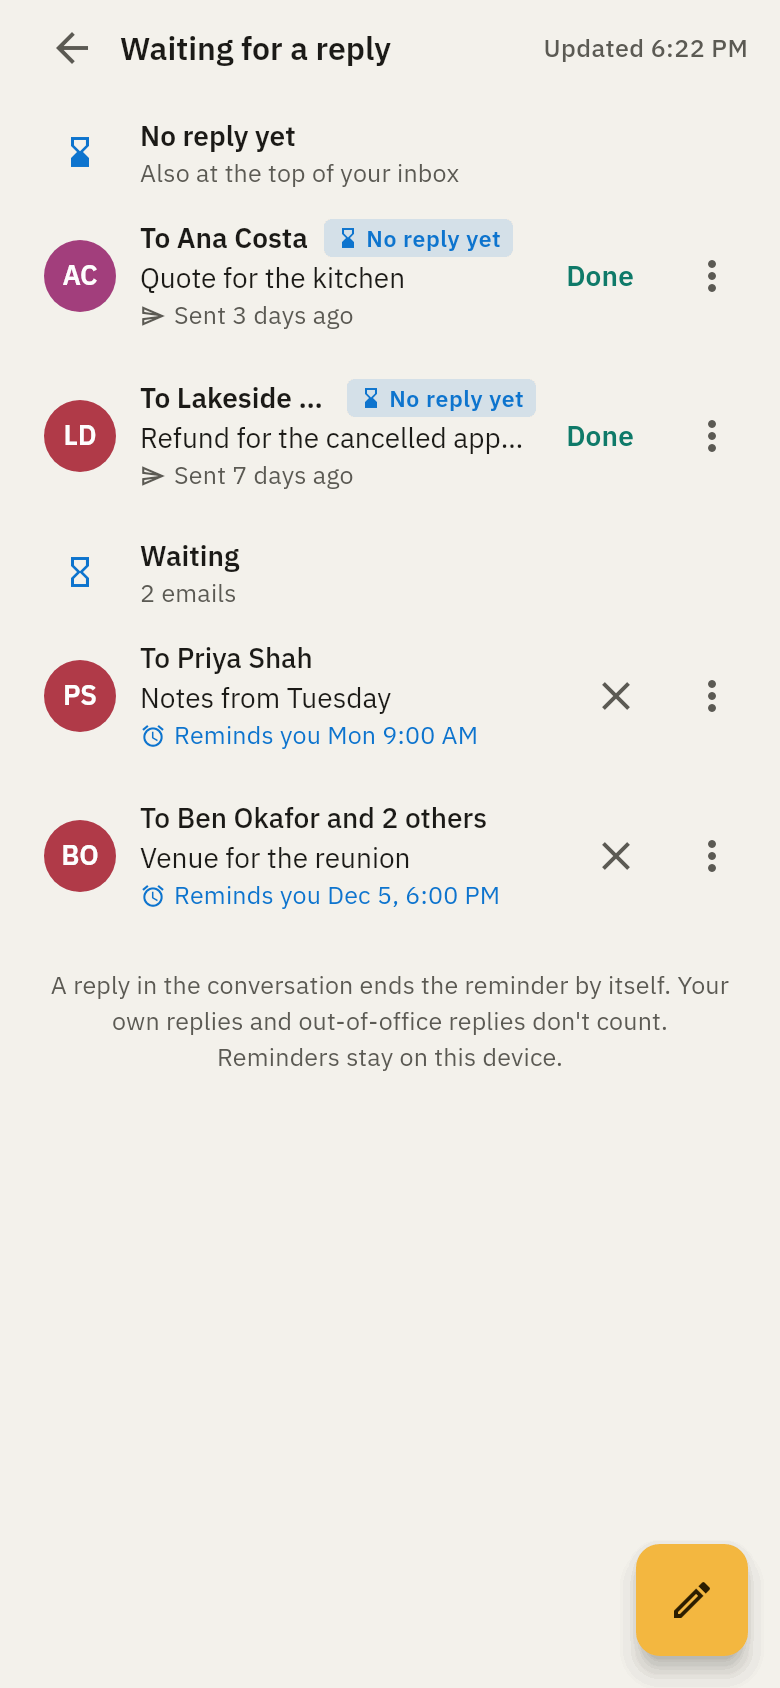 Waiting for a reply
Updated 6:22 PM
No reply yet
Also at the top of your inbox
AC
To Ana Costa
No reply yet
Quote for the kitchen
Sent 3 days ago
Done
LD
To Lakeside ...
No reply yet
Refund for the cancelled app...
Sent 7 days ago
Done
Waiting
2 emails
PS
To Priya Shah
Notes from Tuesday
Reminds you Mon 9:00 AM
BO
To Ben Okafor and 2 others
Venue for the reunion
Reminds you Dec 5, 6:00 PM
A reply in the conversation ends the reminder by itself. Your
own replies and out-of-office replies don't count.
Reminders stay on this device.